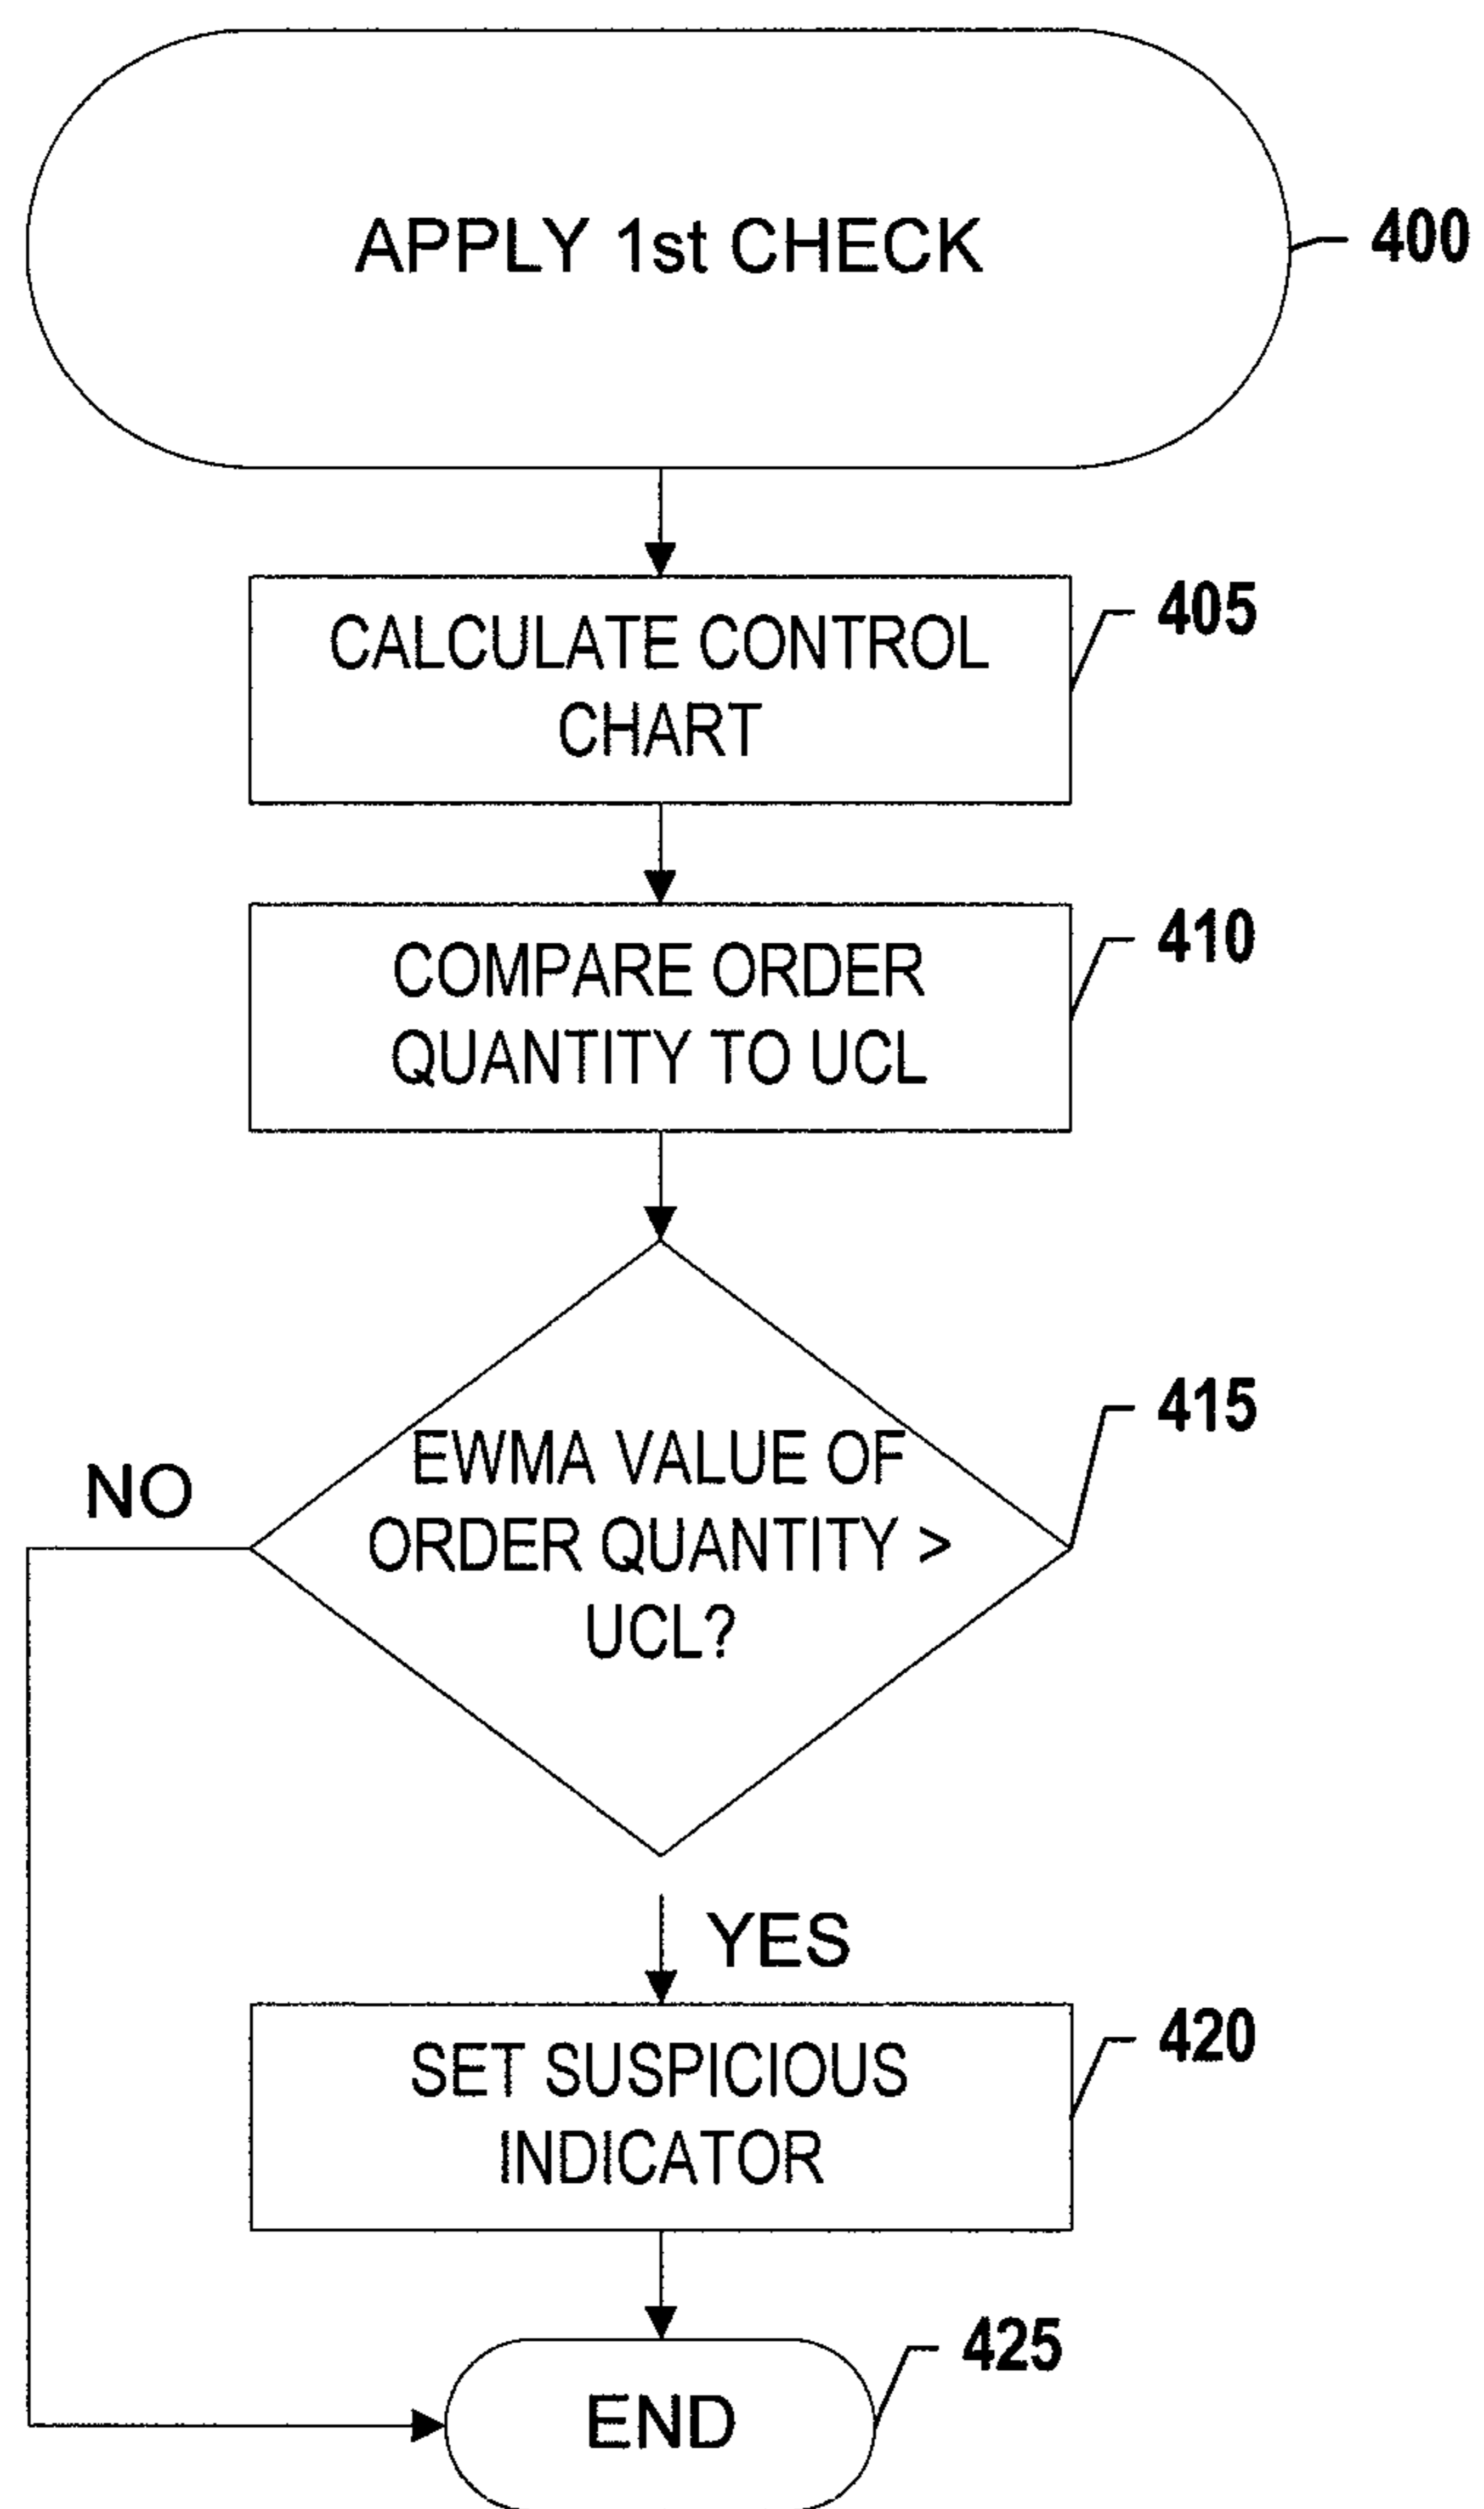 APPLY 1st CHECK
400
CALCULATE CONTROL
CHART
405
COMPARE ORDER
QUANTITY TO UCL
410
EWMA VALUE OF
ORDER QUANTITY >
UCL?
415
NO
YES
SET SUSPICIOUS
INDICATOR
420
END
425